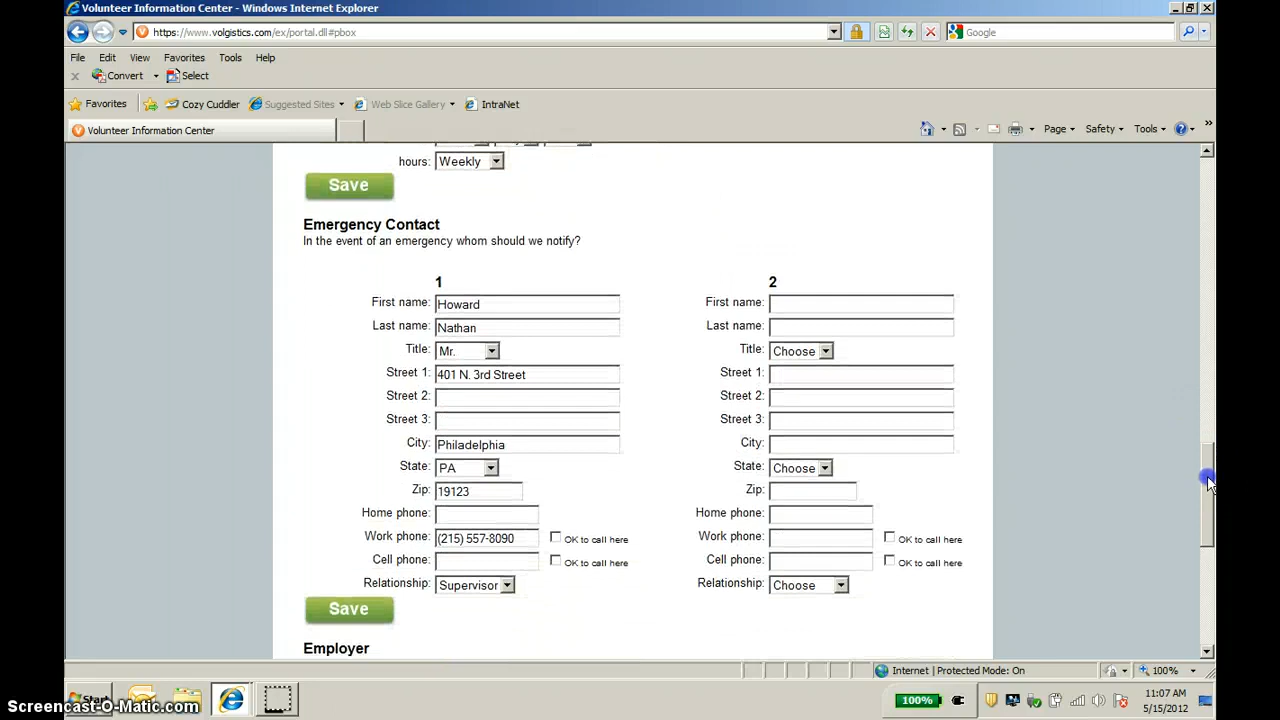 Volunteer Information Center - Windows Internet Explorer
https://www.volgistics.com/ex/portal.dll#pbox
Google
File Edit View Favorites Tools Help
x Convert Select
Favorites Cozy Cuddler Suggested Sites Web Slice Gallery IntraNet
Volunteer Information Center
Page Safety Tools
hours: Weekly
Save
Emergency Contact
In the event of an emergency whom should we notify?
1 2
First name: Howard First name:
Last name: Nathan Last name:
Title: Mr. Title: Choose
Street 1: 401 N. 3rd Street Street 1:
Street 2: Street 2:
Street 3: Street 3:
City: Philadelphia City:
State: PA State: Choose
Zip: 19123 Zip:
Home phone: Home phone:
Work phone: (215) 557-8090 OK to call here Work phone: OK to call here
Cell phone: OK to call here Cell phone: OK to call here
Relationship: Supervisor Relationship: Choose
Save
Employer
Internet | Protected Mode: On 100%
Start
100%
11:07 AM
5/15/2012
Screencast-O-Matic.com